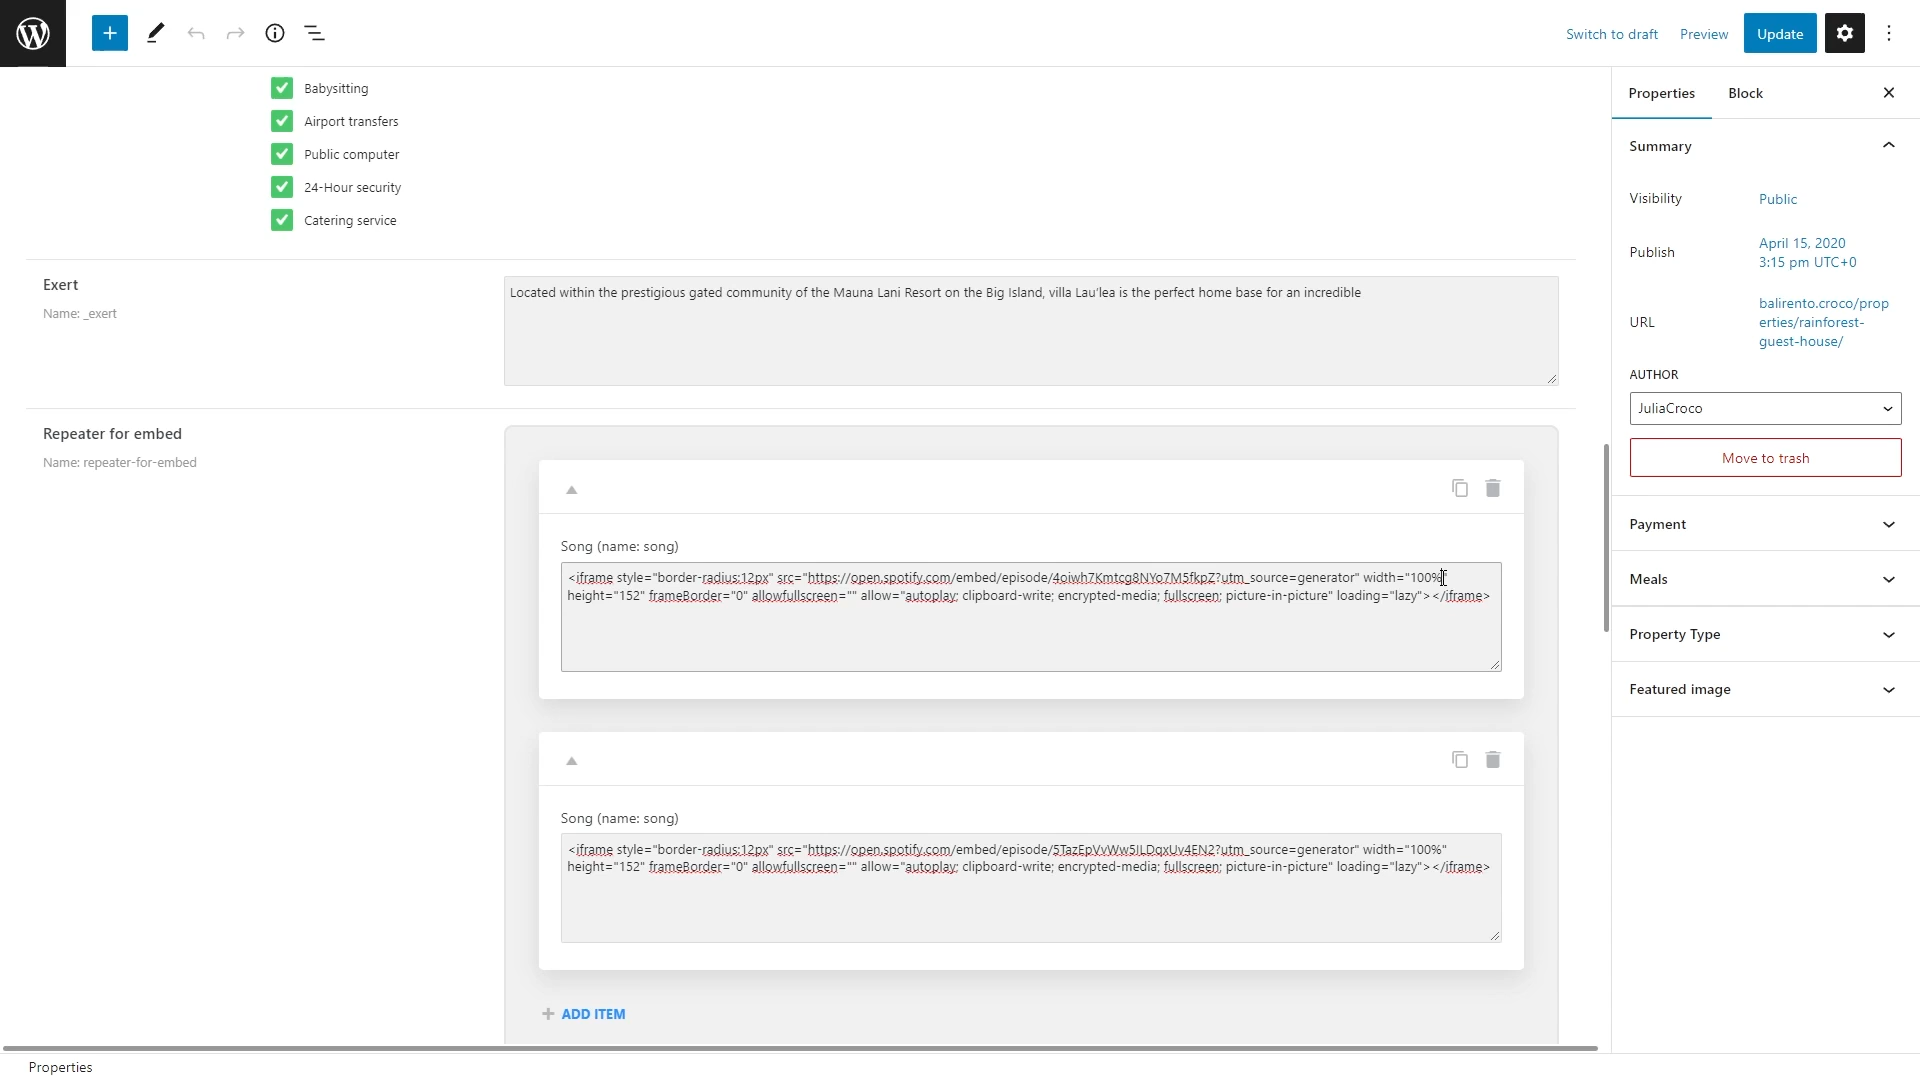 Switch to draft
Preview
Update
Babysitting
Airport transfers
Public computer
24-Hour security
Catering service
Exert
Name: _exert
Located within the prestigious gated community of the Mauna Lani Resort on the Big Island, villa Lau'lea is the perfect home base for an incredible
Repeater for embed
Name: repeater-for-embed
Song (name: song)
<iframe style="border-radius:12px" src="https://open.spotify.com/embed/episode/4oiwh7Kmtcg8NYo7M5fkpZ?utm_source=generator" width="100%"
height="152" frameBorder="0" allowfullscreen="" allow="autoplay; clipboard-write; encrypted-media; fullscreen; picture-in-picture" loading="lazy"></iframe>
Song (name: song)
<iframe style="border-radius:12px" src="https://open.spotify.com/embed/episode/5TazEpVvWw5ILDqxUv4EN2?utm_source=generator" width="100%"
height="152" frameBorder="0" allowfullscreen="" allow="autoplay; clipboard-write; encrypted-media; fullscreen; picture-in-picture" loading="lazy"></iframe>
+ ADD ITEM
Properties
Block
Summary
Visibility
Public
Publish
April 15, 2020
3:15 pm UTC+0
URL
balirento.croco/prop
erties/rainforest-
guest-house/
AUTHOR
JuliaCroco
Move to trash
Payment
Meals
Property Type
Featured image
Properties